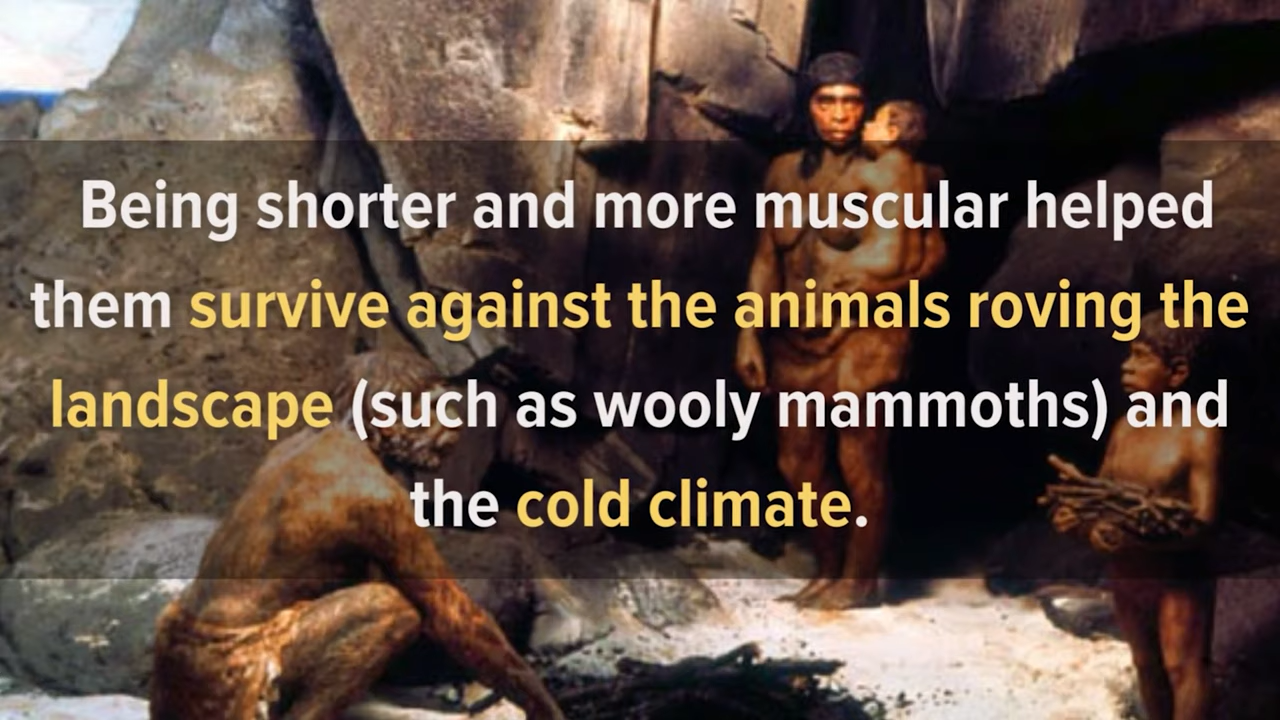 Being shorter and more muscular helped
them survive against the animals roving the
landscape (such as wooly mammoths) and
the cold climate.